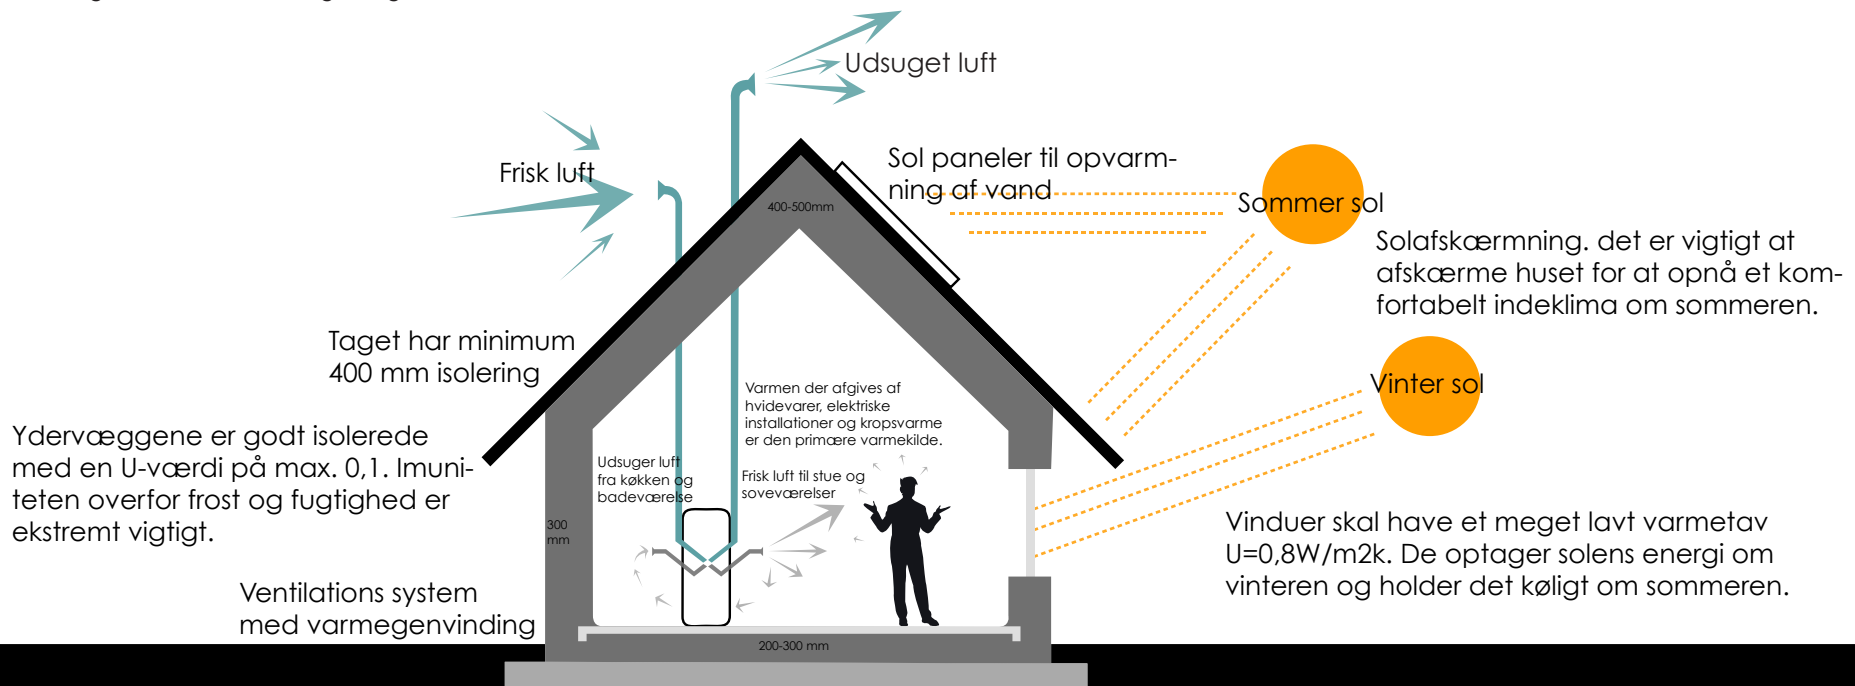 Udsuget luft
Frisk luft
Sol paneler til opvarm-
ning af vand
400-500mm
Sommer sol
Solafskærmning. det er vigtigt at
afskærme huset for at opnå et kom-
fortabelt indeklima om sommeren.
Taget har minimum
400 mm isolering
Vinter sol
Varmen der afgives af
hvidevarer, elektriske
installationer og kropsvarme
er den primære varmekilde.
Ydervæggene er godt isolerede
med en U-værdi på max. 0,1. Imuni-
teten overfor frost og fugtighed er
ekstremt vigtigt.
Udsuger luft
fra køkken og
badeværelse
Frisk luft til stue og
soveværelser
300
mm
Vinduer skal have et meget lavt varmetav
U=0,8W/m2k. De optager solens energi om
vinteren og holder det køligt om sommeren.
Ventilations system
med varmegenvinding
200-300 mm